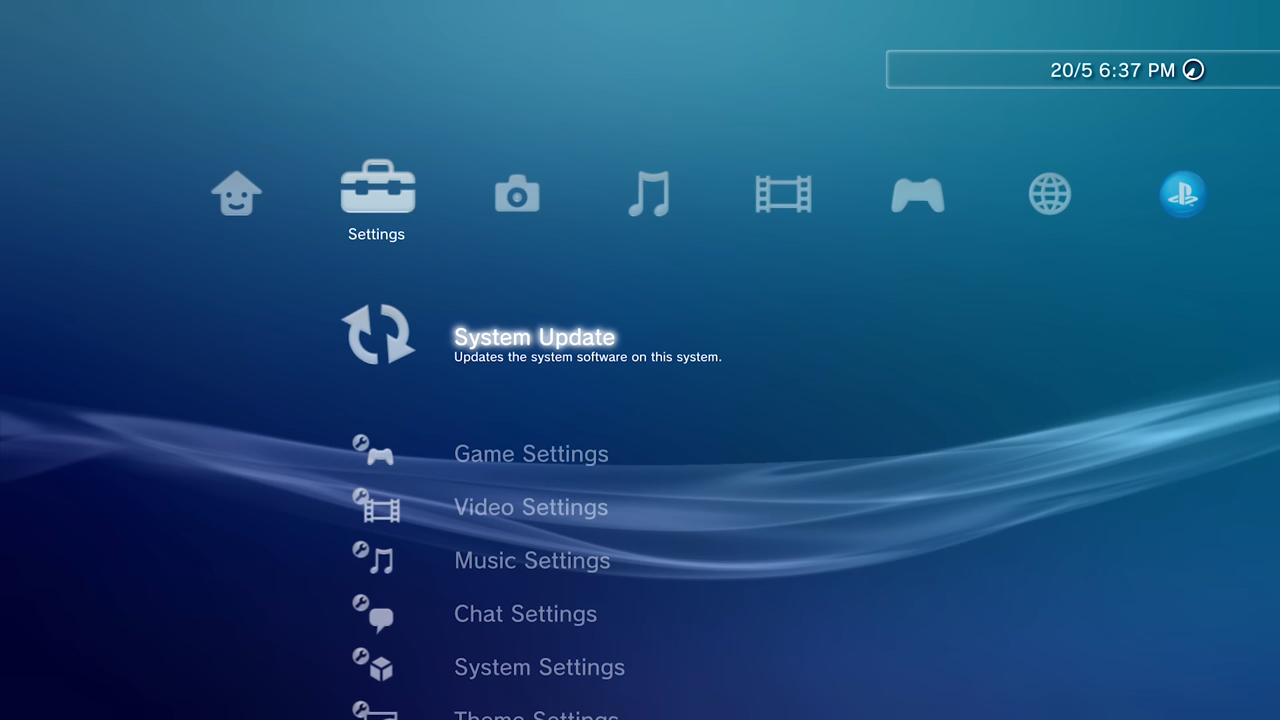 20/5 6:37 PM
Settings
System Update
Updates the system software on this system.
Game Settings
Video Settings
Music Settings
Chat Settings
System Settings
Theme Settings